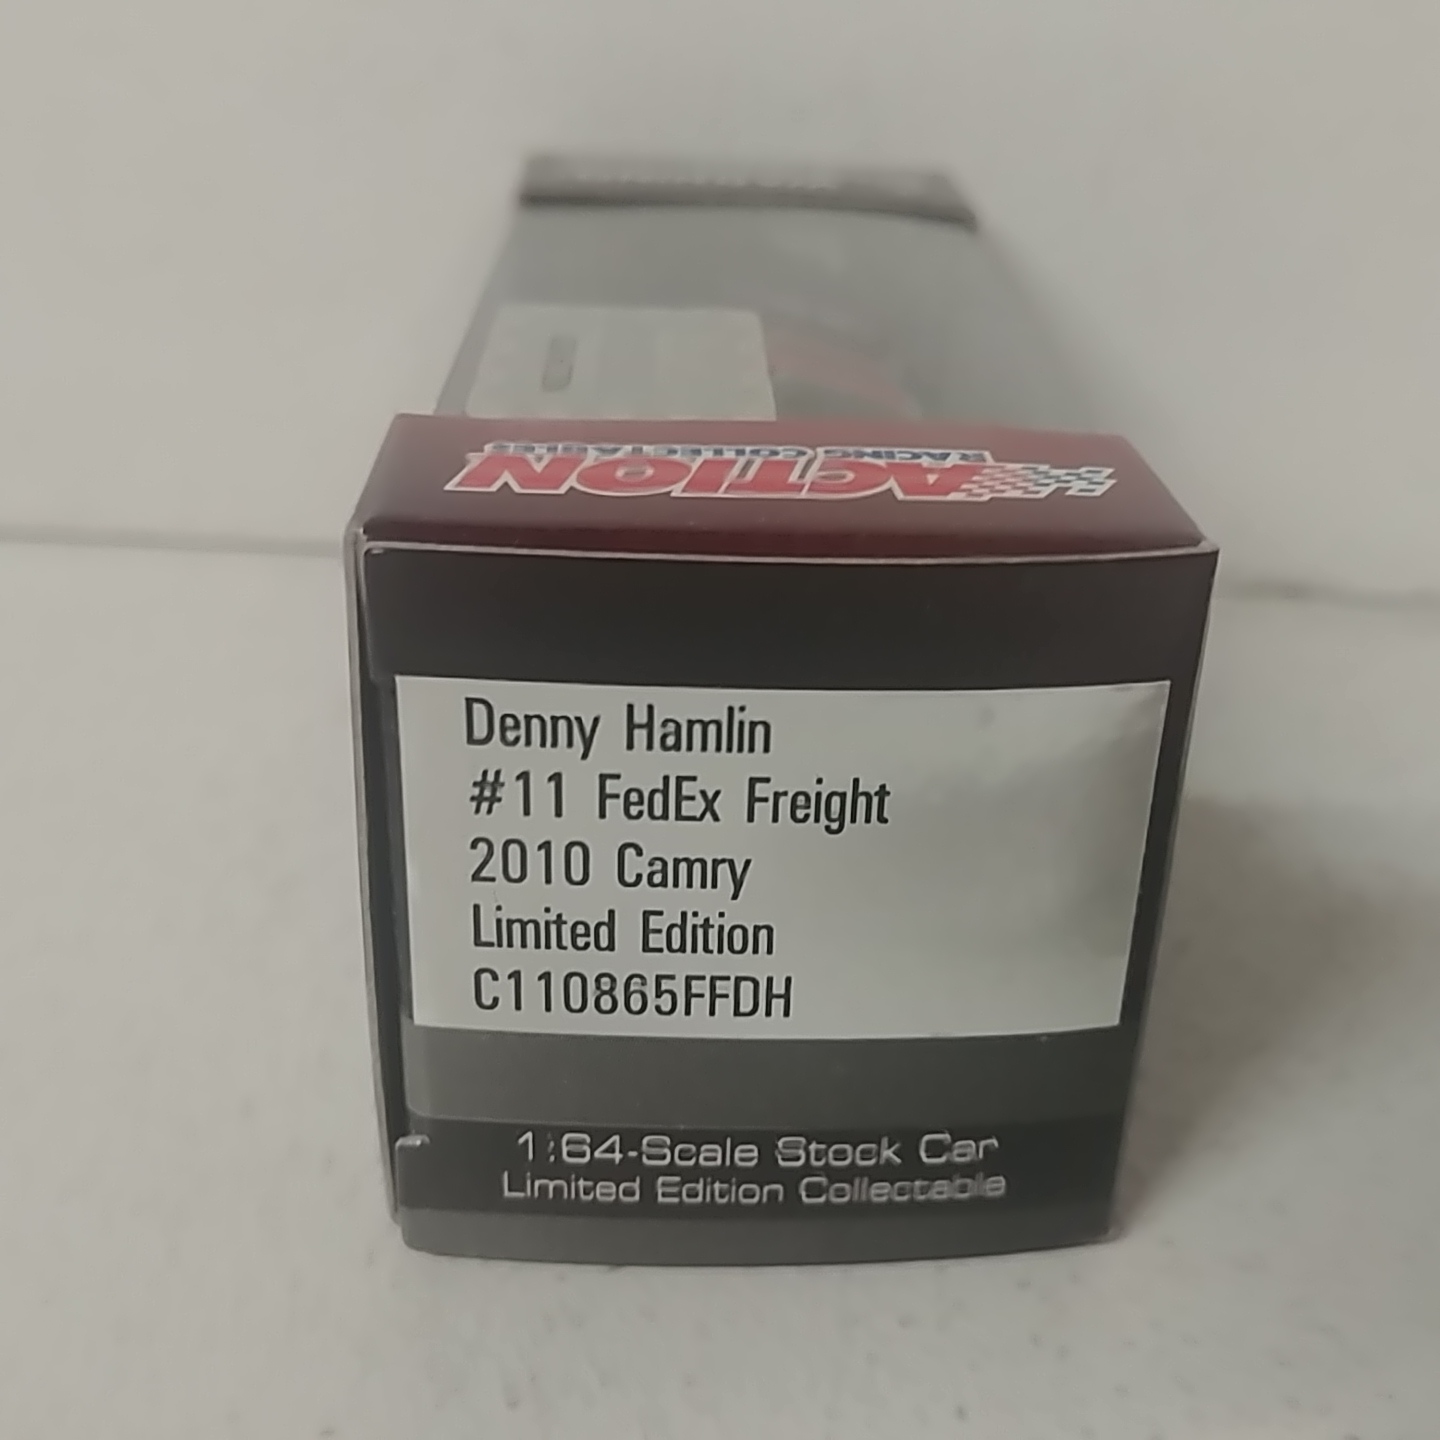 ACTION
RACING COLLECTABLES
Denny Hamlin
#11 FedEx Freight
2010 Camry
Limited Edition
C110865FFDH
1:64-Scale Stock Car
Limited Edition Collectable